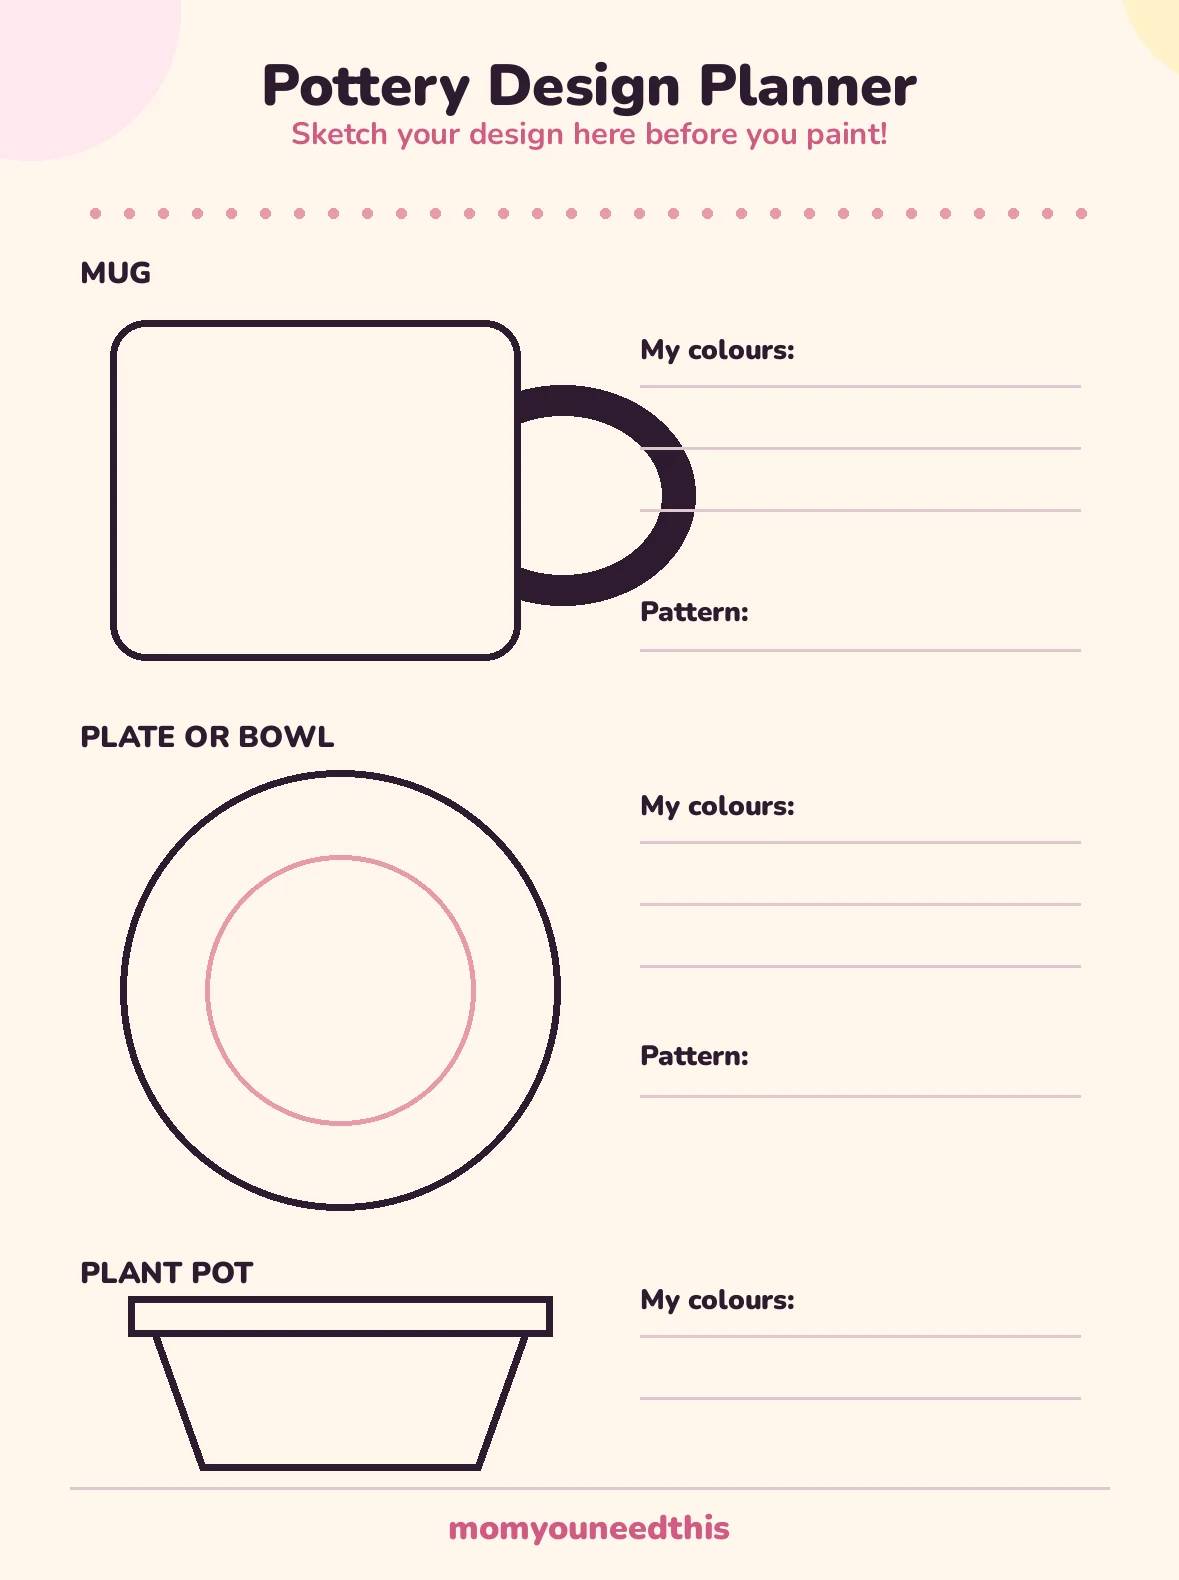 Pottery Design Planner
Sketch your design here before you paint!
MUG
My colours:
Pattern:
PLATE OR BOWL
My colours:
Pattern:
PLANT POT
My colours:
momyouneedthis